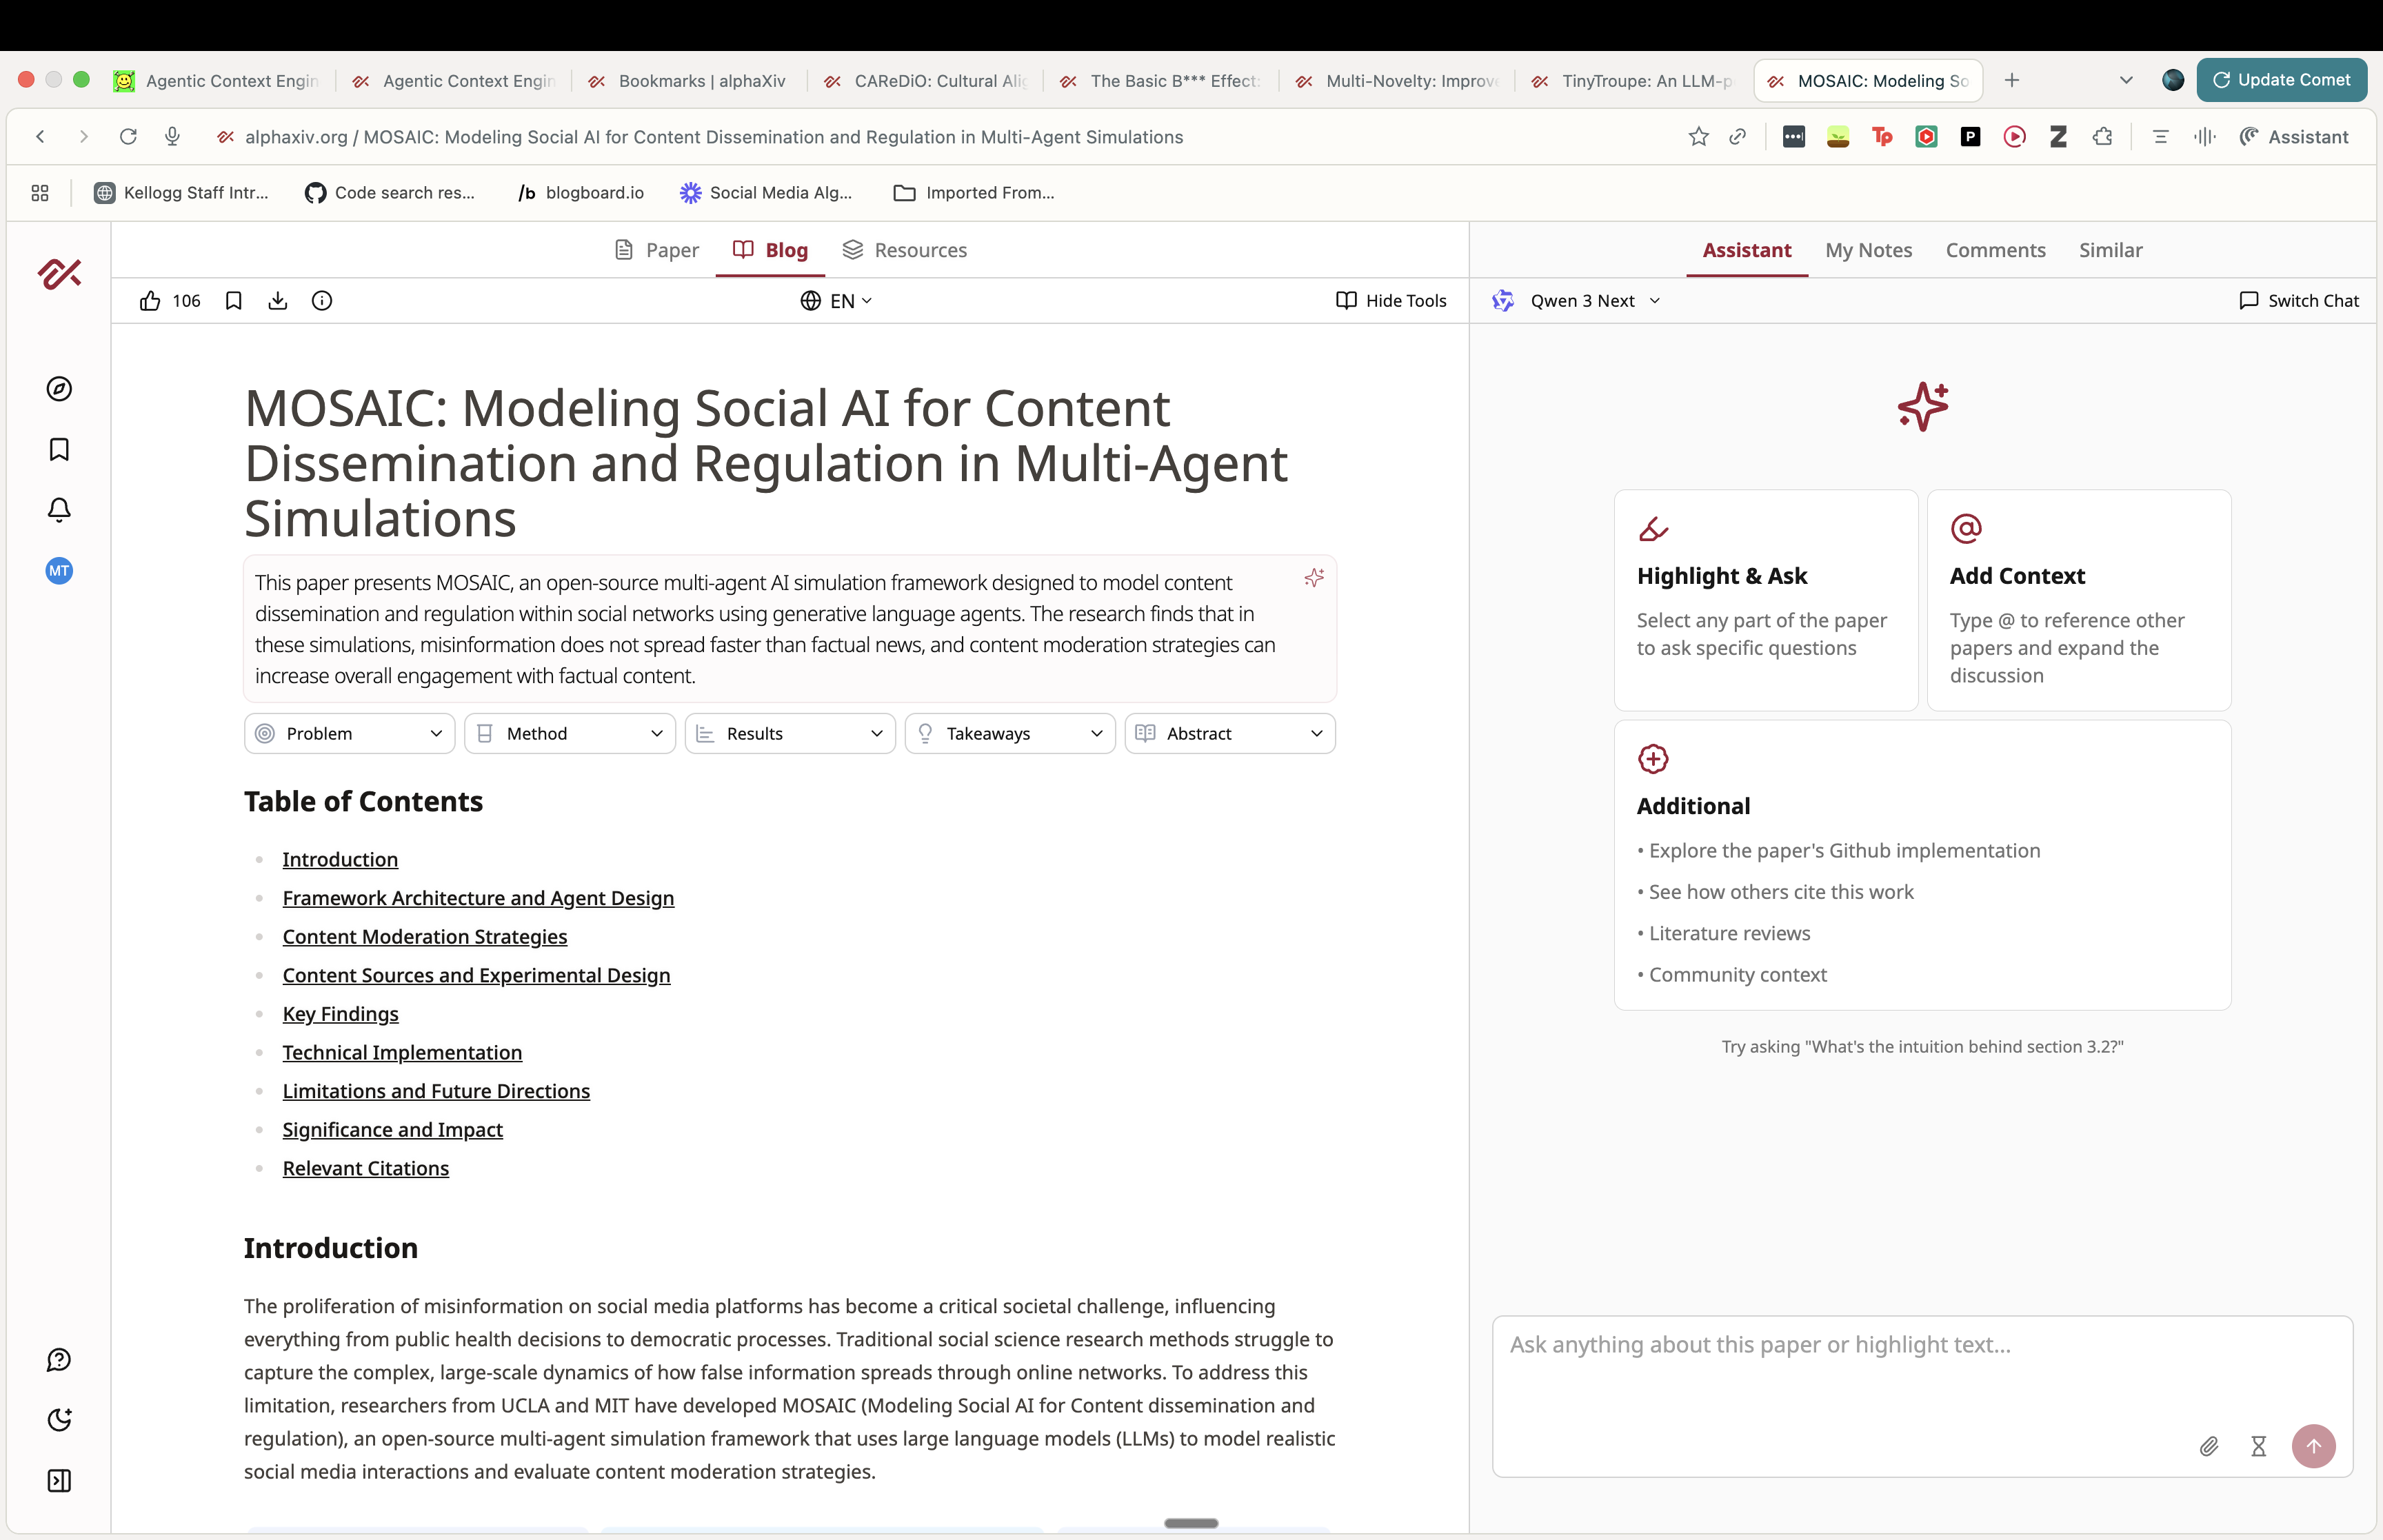 Agentic Context Engin
Agentic Context Engin
Bookmarks | alphaXiv
CAReDiO: Cultural Alig
The Basic B*** Effect:
Multi-Novelty: Improve
TinyTroupe: An LLM-p
MOSAIC: Modeling So
Update Comet
alphaxiv.org / MOSAIC: Modeling Social AI for Content Dissemination and Regulation in Multi-Agent Simulations
Tp
P
Z
Assistant
Kellogg Staff Intr...
Code search res...
/b blogboard.io
Social Media Alg...
Imported From...
Paper
Blog
Resources
Assistant
My Notes
Comments
Similar
106
EN
Hide Tools
Qwen 3 Next
Switch Chat
MT
MOSAIC: Modeling Social AI for Content
Dissemination and Regulation in Multi-Agent
Simulations
This paper presents MOSAIC, an open-source multi-agent AI simulation framework designed to model content
dissemination and regulation within social networks using generative language agents. The research finds that in
these simulations, misinformation does not spread faster than factual news, and content moderation strategies can
increase overall engagement with factual content.
Problem
Method
Results
Takeaways
Abstract
Table of Contents
• Introduction
• Framework Architecture and Agent Design
• Content Moderation Strategies
• Content Sources and Experimental Design
• Key Findings
• Technical Implementation
• Limitations and Future Directions
• Significance and Impact
• Relevant Citations
Introduction
The proliferation of misinformation on social media platforms has become a critical societal challenge, influencing
everything from public health decisions to democratic processes. Traditional social science research methods struggle to
capture the complex, large-scale dynamics of how false information spreads through online networks. To address this
limitation, researchers from UCLA and MIT have developed MOSAIC (Modeling Social AI for Content dissemination and
regulation), an open-source multi-agent simulation framework that uses large language models (LLMs) to model realistic
social media interactions and evaluate content moderation strategies.
Highlight & Ask
Select any part of the paper
to ask specific questions
Add Context
Type @ to reference other
papers and expand the
discussion
Additional
• Explore the paper's Github implementation
• See how others cite this work
• Literature reviews
• Community context
Try asking "What's the intuition behind section 3.2?"
Ask anything about this paper or highlight text...